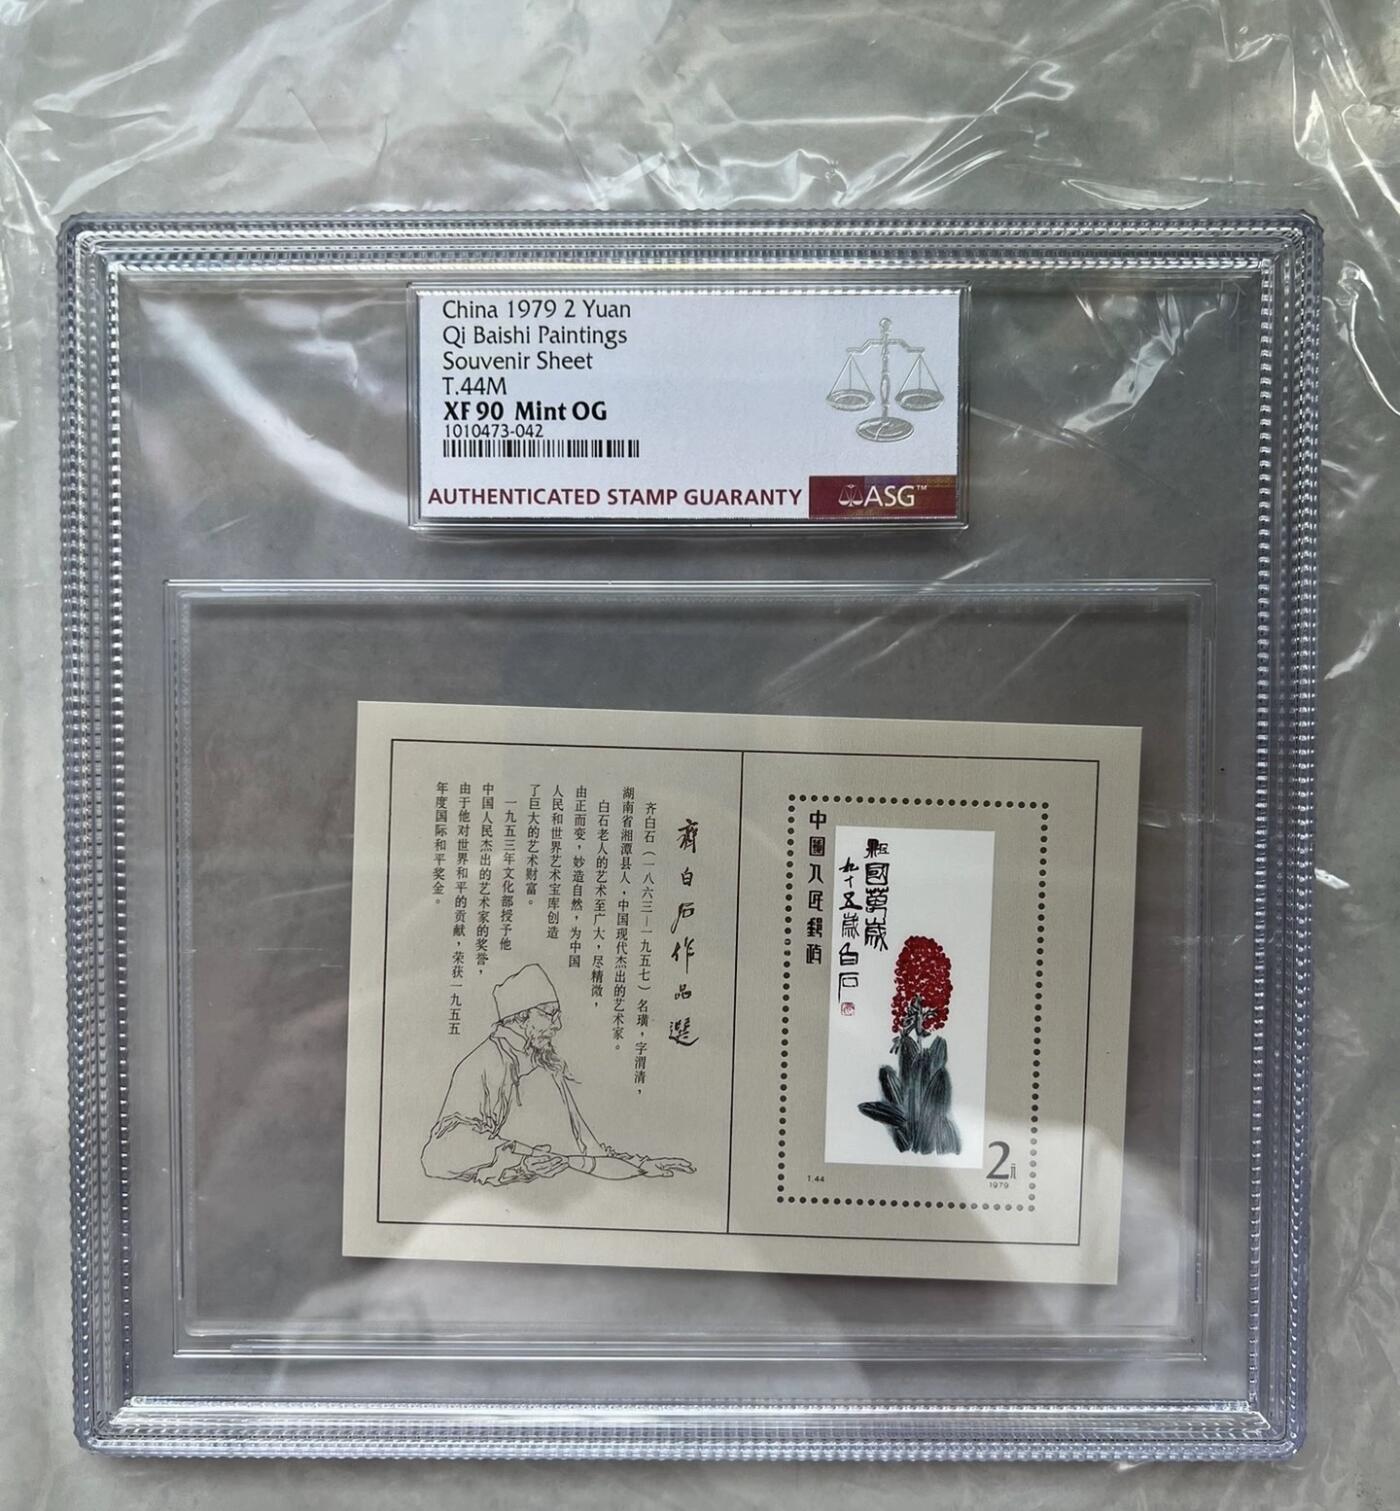 China 1979 2 Yuan
Qi Baishi Paintings
Souvenir Sheet
T.44M
XF 90 Mint OG
1010473-042
AUTHENTICATED STAMP GUARANTY
ASG™
齊白石作品選
齐白石(一八六三—一九五七)名璜,字渭清,
湖南省湘潭县人,中国现代杰出的艺术家。
白石老人的艺术至广大,尽精微,
由正而变,妙造自然,为中国
人民和世界艺术宝库创造
了巨大的艺术财富。
一九五三年文化部授予他
中国人民杰出的艺术家的奖誉,
由于他对世界和平的贡献,荣获一九五五
年度国际和平奖金。
中國人民郵政
祖國萬歲
九十五歲白石
T.44
2元
1979